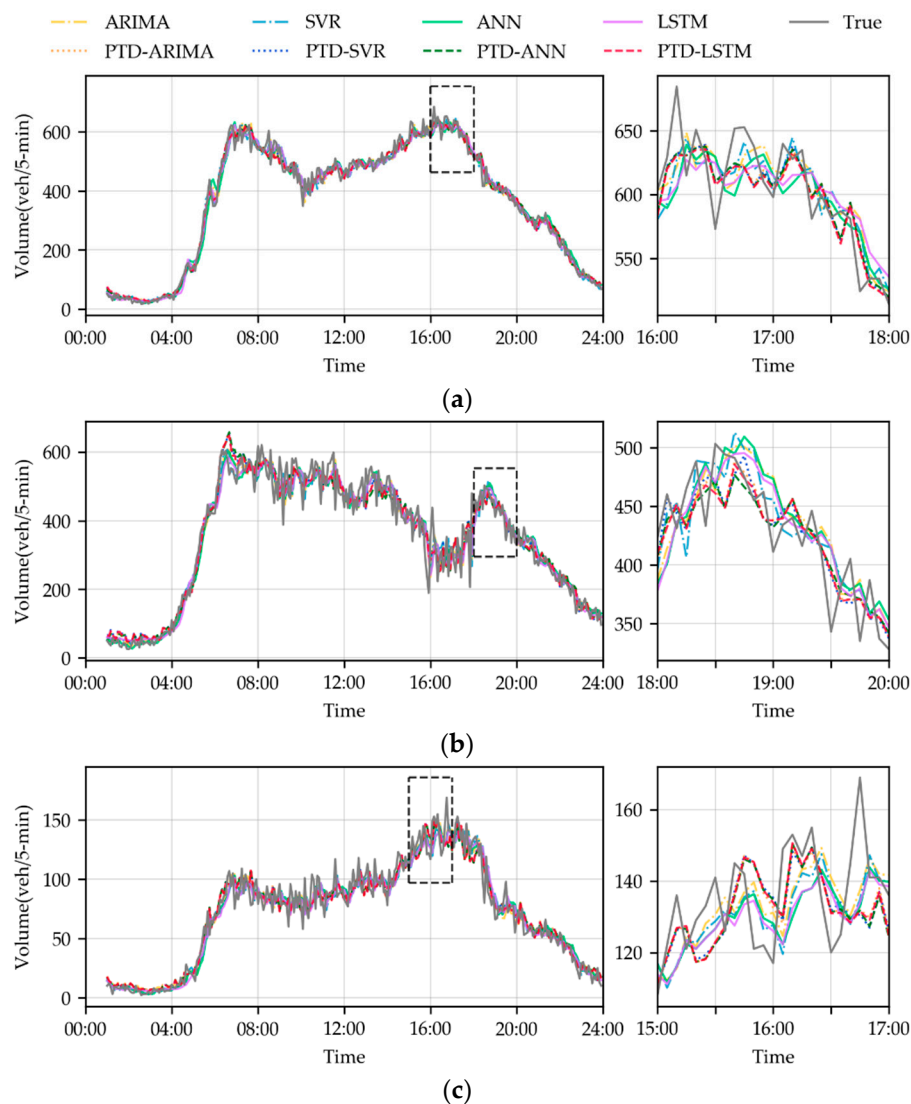 ARIMA SVR ANN LSTM True
PTD-ARIMA PTD-SVR PTD-ANN PTD-LSTM
Volume(veh/5-min)
600
400
200
0
00:00 04:00 08:00 12:00 16:00 20:00 24:00
Time
650
600
550
16:00 17:00 18:00
Time
(a)
Volume(veh/5-min)
600
400
200
0
00:00 04:00 08:00 12:00 16:00 20:00 24:00
Time
500
450
400
350
18:00 19:00 20:00
Time
(b)
Volume(veh/5-min)
150
100
50
0
00:00 04:00 08:00 12:00 16:00 20:00 24:00
Time
160
140
120
15:00 16:00 17:00
Time
(c)